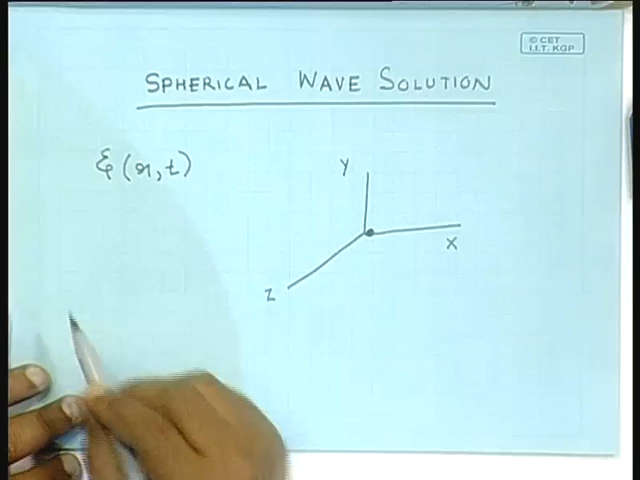 © CET
I.I.T. KGP
SPHERICAL WAVE SOLUTION
ξ(r,t)
Y
X
Z